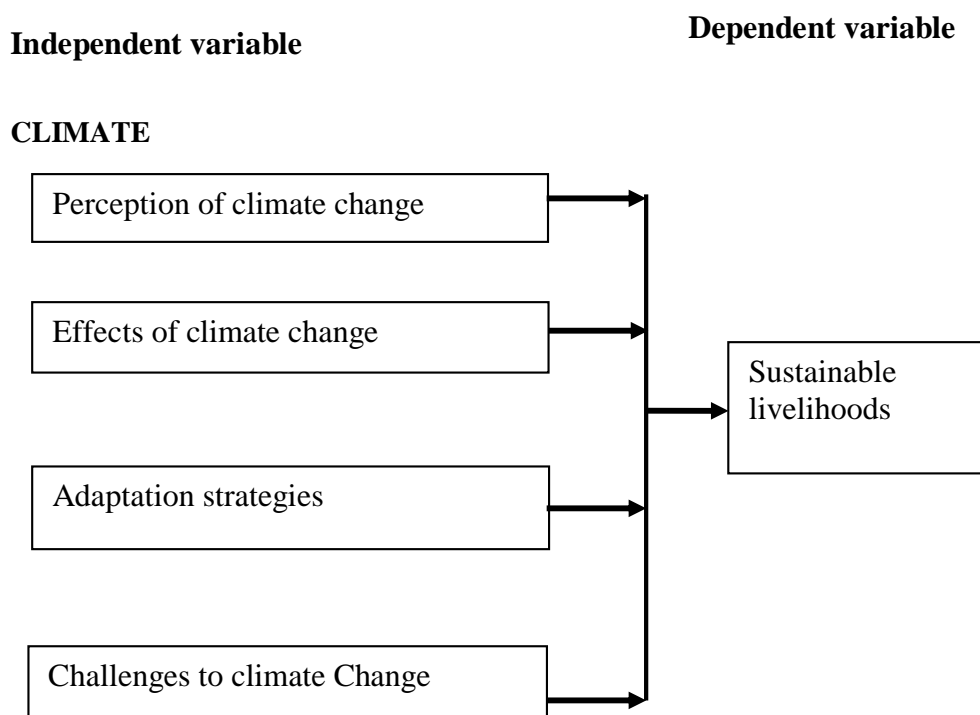 Independent variable
Dependent variable
CLIMATE
Perception of climate change
Effects of climate change
Sustainable
livelihoods
Adaptation strategies
Challenges to climate Change